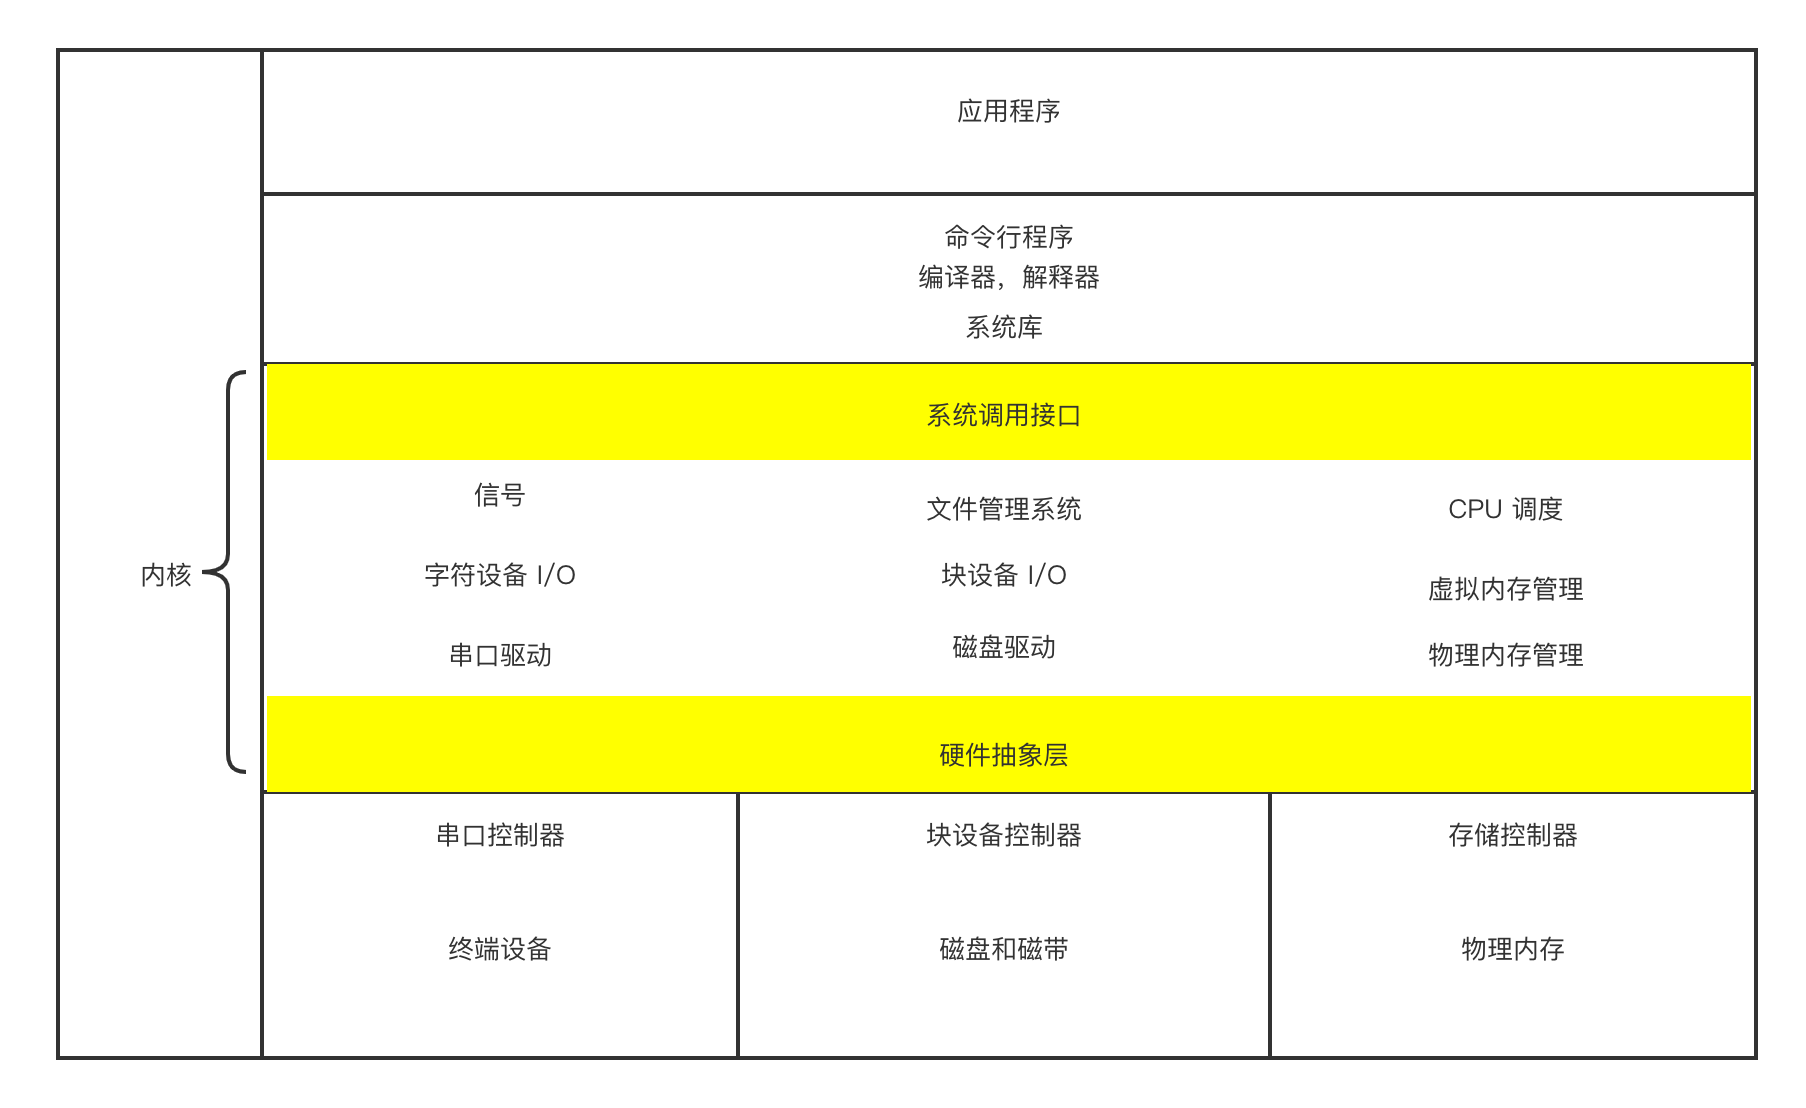 应用程序
命令行程序
编译器，解释器
系统库
系统调用接口
信号
文件管理系统
CPU 调度
内核
字符设备 I/O
块设备 I/O
虚拟内存管理
串口驱动
磁盘驱动
物理内存管理
硬件抽象层
串口控制器
块设备控制器
存储控制器
终端设备
磁盘和磁带
物理内存